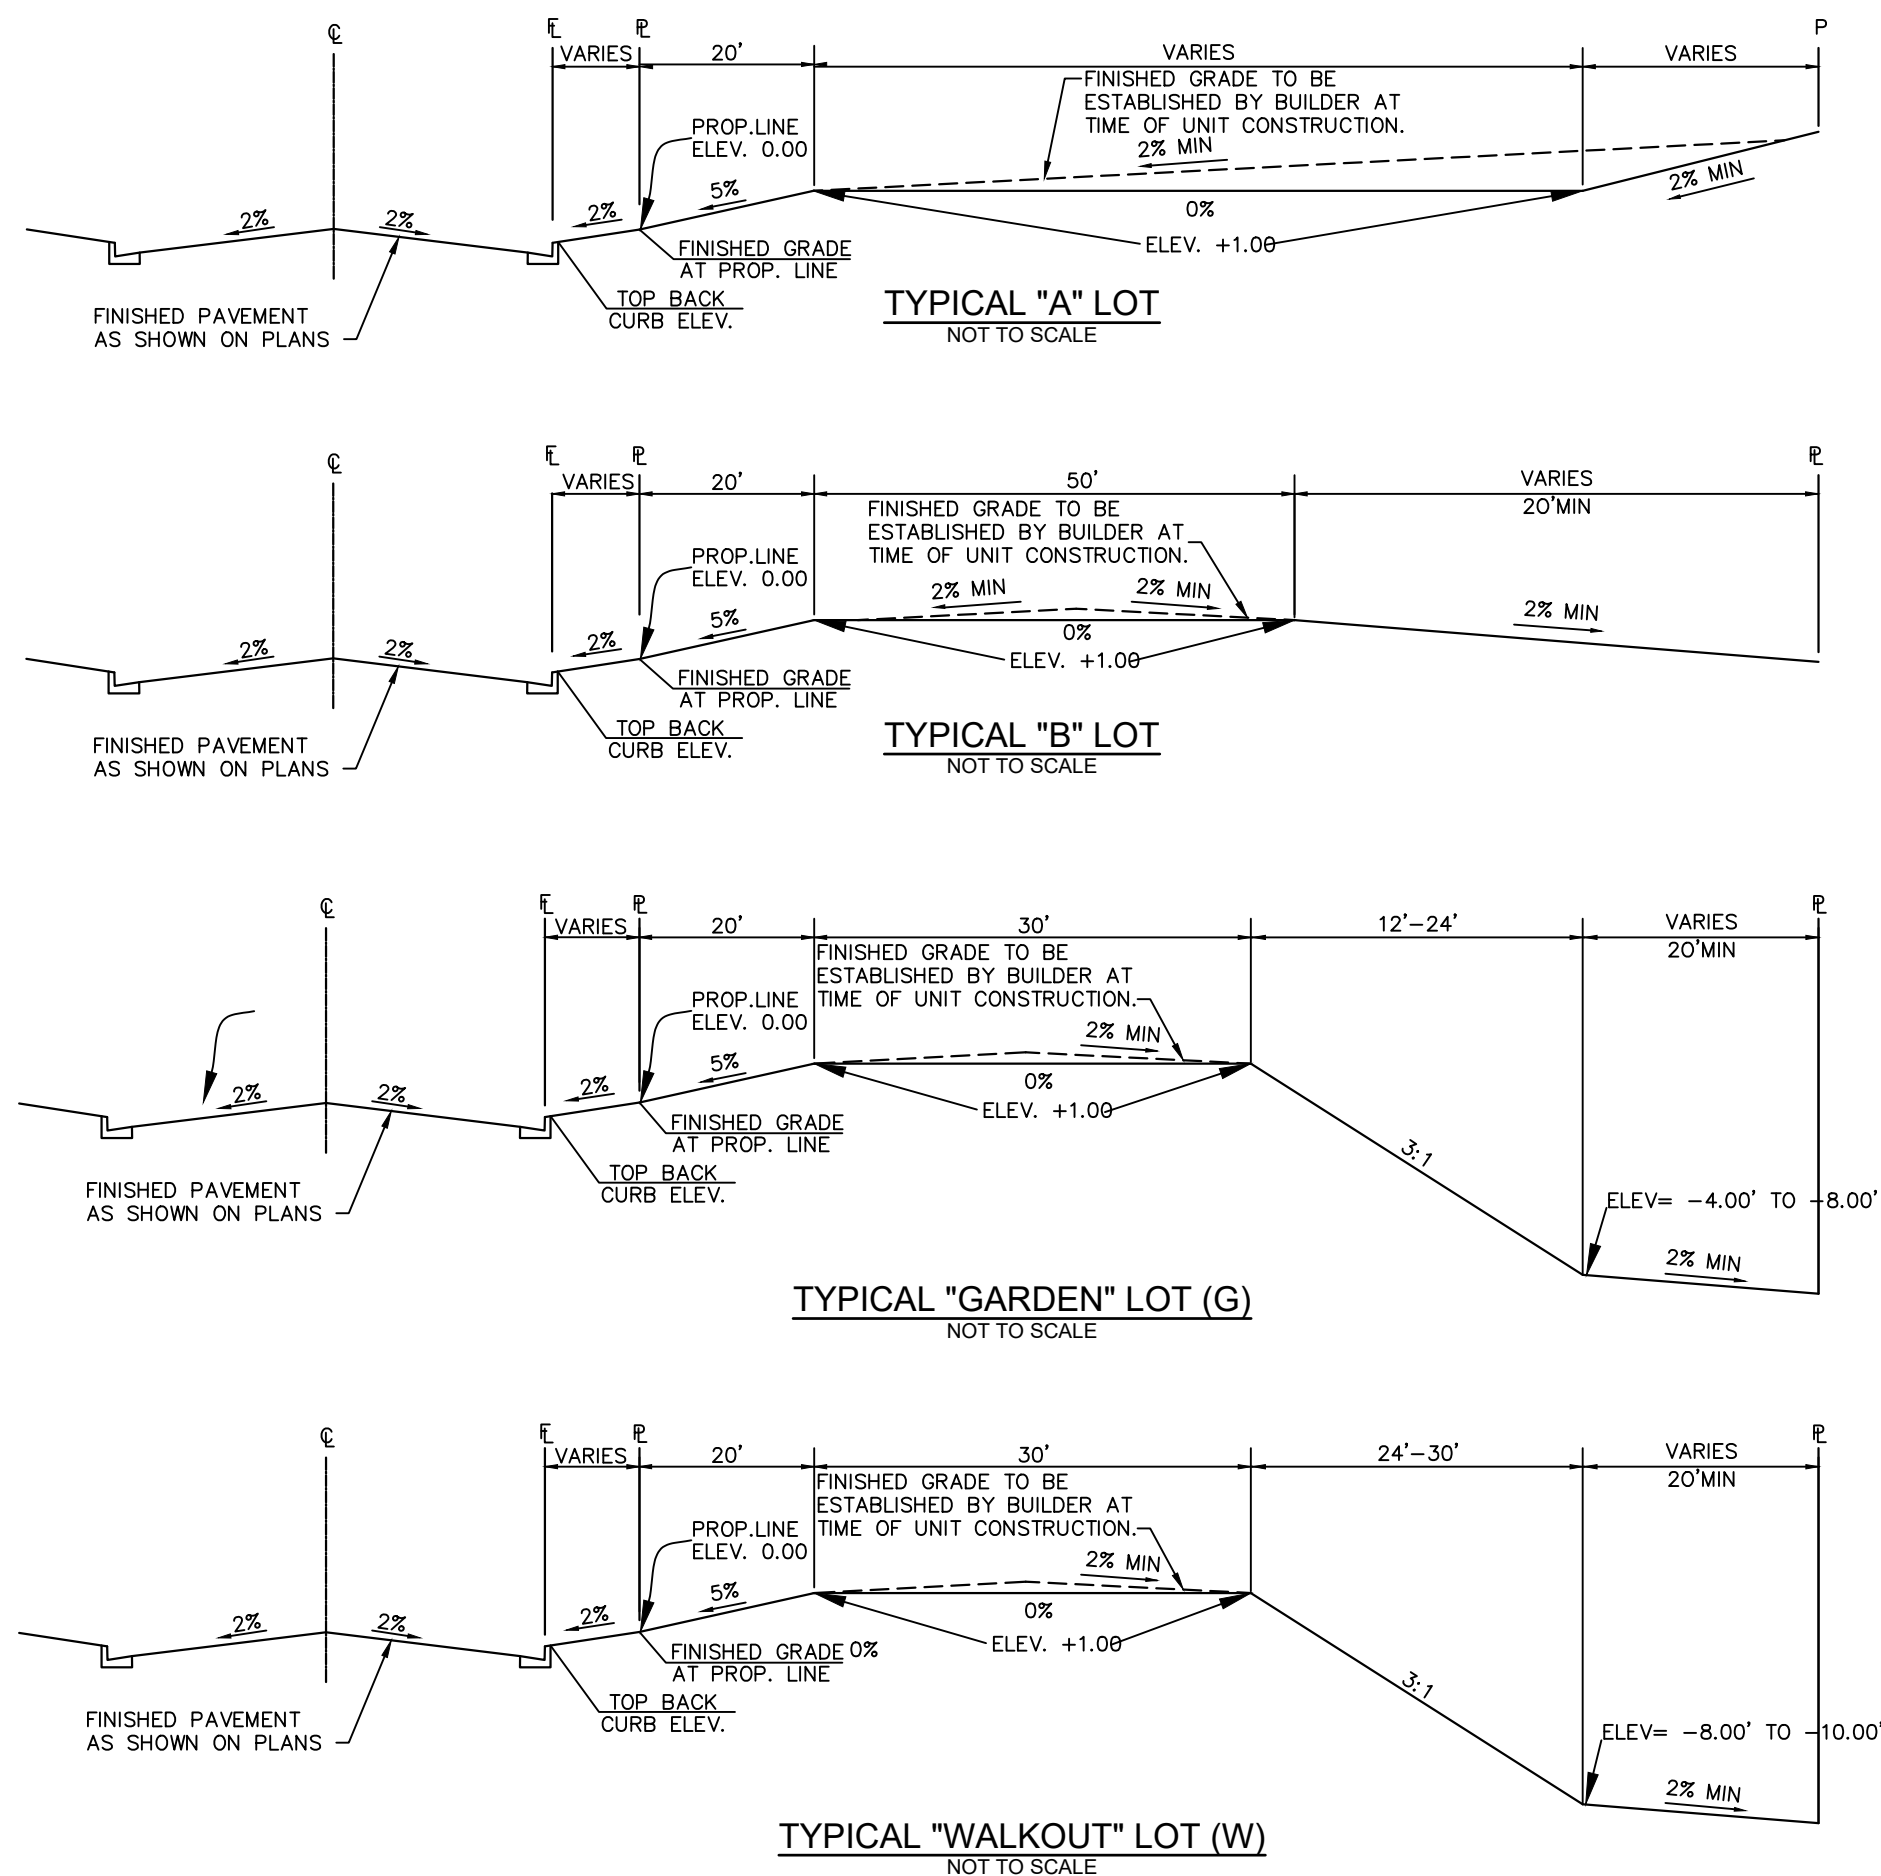 ℄ F̵L ⅊ P
VARIES 20' VARIES VARIES
FINISHED GRADE TO BE
ESTABLISHED BY BUILDER AT
TIME OF UNIT CONSTRUCTION.
PROP.LINE
ELEV. 0.00
2% MIN
2% MIN
2% 2% 2% 5% 0%
ELEV. +1.00
FINISHED GRADE
AT PROP. LINE
TOP BACK
CURB ELEV.
FINISHED PAVEMENT
AS SHOWN ON PLANS
TYPICAL "A" LOT
NOT TO SCALE
℄ FL PL PL
VARIES 20' 50' VARIES
20'MIN
FINISHED GRADE TO BE
ESTABLISHED BY BUILDER AT
TIME OF UNIT CONSTRUCTION.
PROP.LINE
ELEV. 0.00
2% MIN 2% MIN 2% MIN
2% 2% 2% 5% 0%
ELEV. +1.00
FINISHED GRADE
AT PROP. LINE
TOP BACK
CURB ELEV.
FINISHED PAVEMENT
AS SHOWN ON PLANS
TYPICAL "B" LOT
NOT TO SCALE
℄ FL PL PL
VARIES 20' 30' 12'-24' VARIES
20'MIN
FINISHED GRADE TO BE
ESTABLISHED BY BUILDER AT
TIME OF UNIT CONSTRUCTION.
PROP.LINE
ELEV. 0.00
2% MIN
2% 2% 2% 5% 0%
ELEV. +1.00
FINISHED GRADE
AT PROP. LINE
3:1
TOP BACK
CURB ELEV.
FINISHED PAVEMENT
AS SHOWN ON PLANS
ELEV= -4.00' TO -8.00'
2% MIN
TYPICAL "GARDEN" LOT (G)
NOT TO SCALE
℄ FL PL PL
VARIES 20' 30' 24'-30' VARIES
20'MIN
FINISHED GRADE TO BE
ESTABLISHED BY BUILDER AT
TIME OF UNIT CONSTRUCTION.
PROP.LINE
ELEV. 0.00
2% MIN
2% 2% 2% 5% 0%
ELEV. +1.00
FINISHED GRADE 0%
AT PROP. LINE
3:1
TOP BACK
CURB ELEV.
FINISHED PAVEMENT
AS SHOWN ON PLANS
ELEV= -8.00' TO -10.00'
2% MIN
TYPICAL "WALKOUT" LOT (W)
NOT TO SCALE